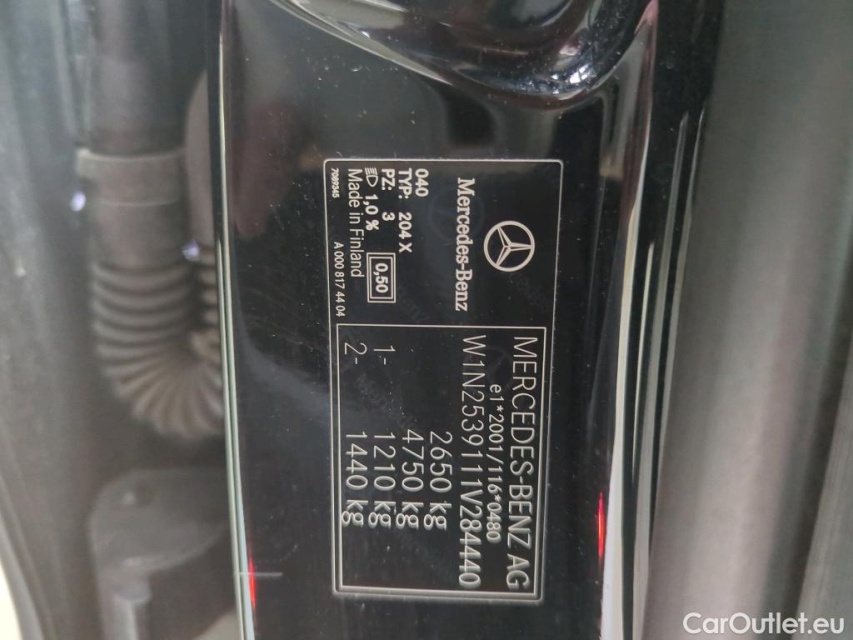 Mercedes-Benz
040
TYP: 204 X
PZ: 3
1,0 % 0,50
Made in Finland
7089345 A 000 817 44 04
MERCEDES-BENZ AG
e1*2001/116*0480
W1N2539111V284440
2650 kg
4750 kg
1- 1210 kg
2- 1440 kg
CarOutlet.eu